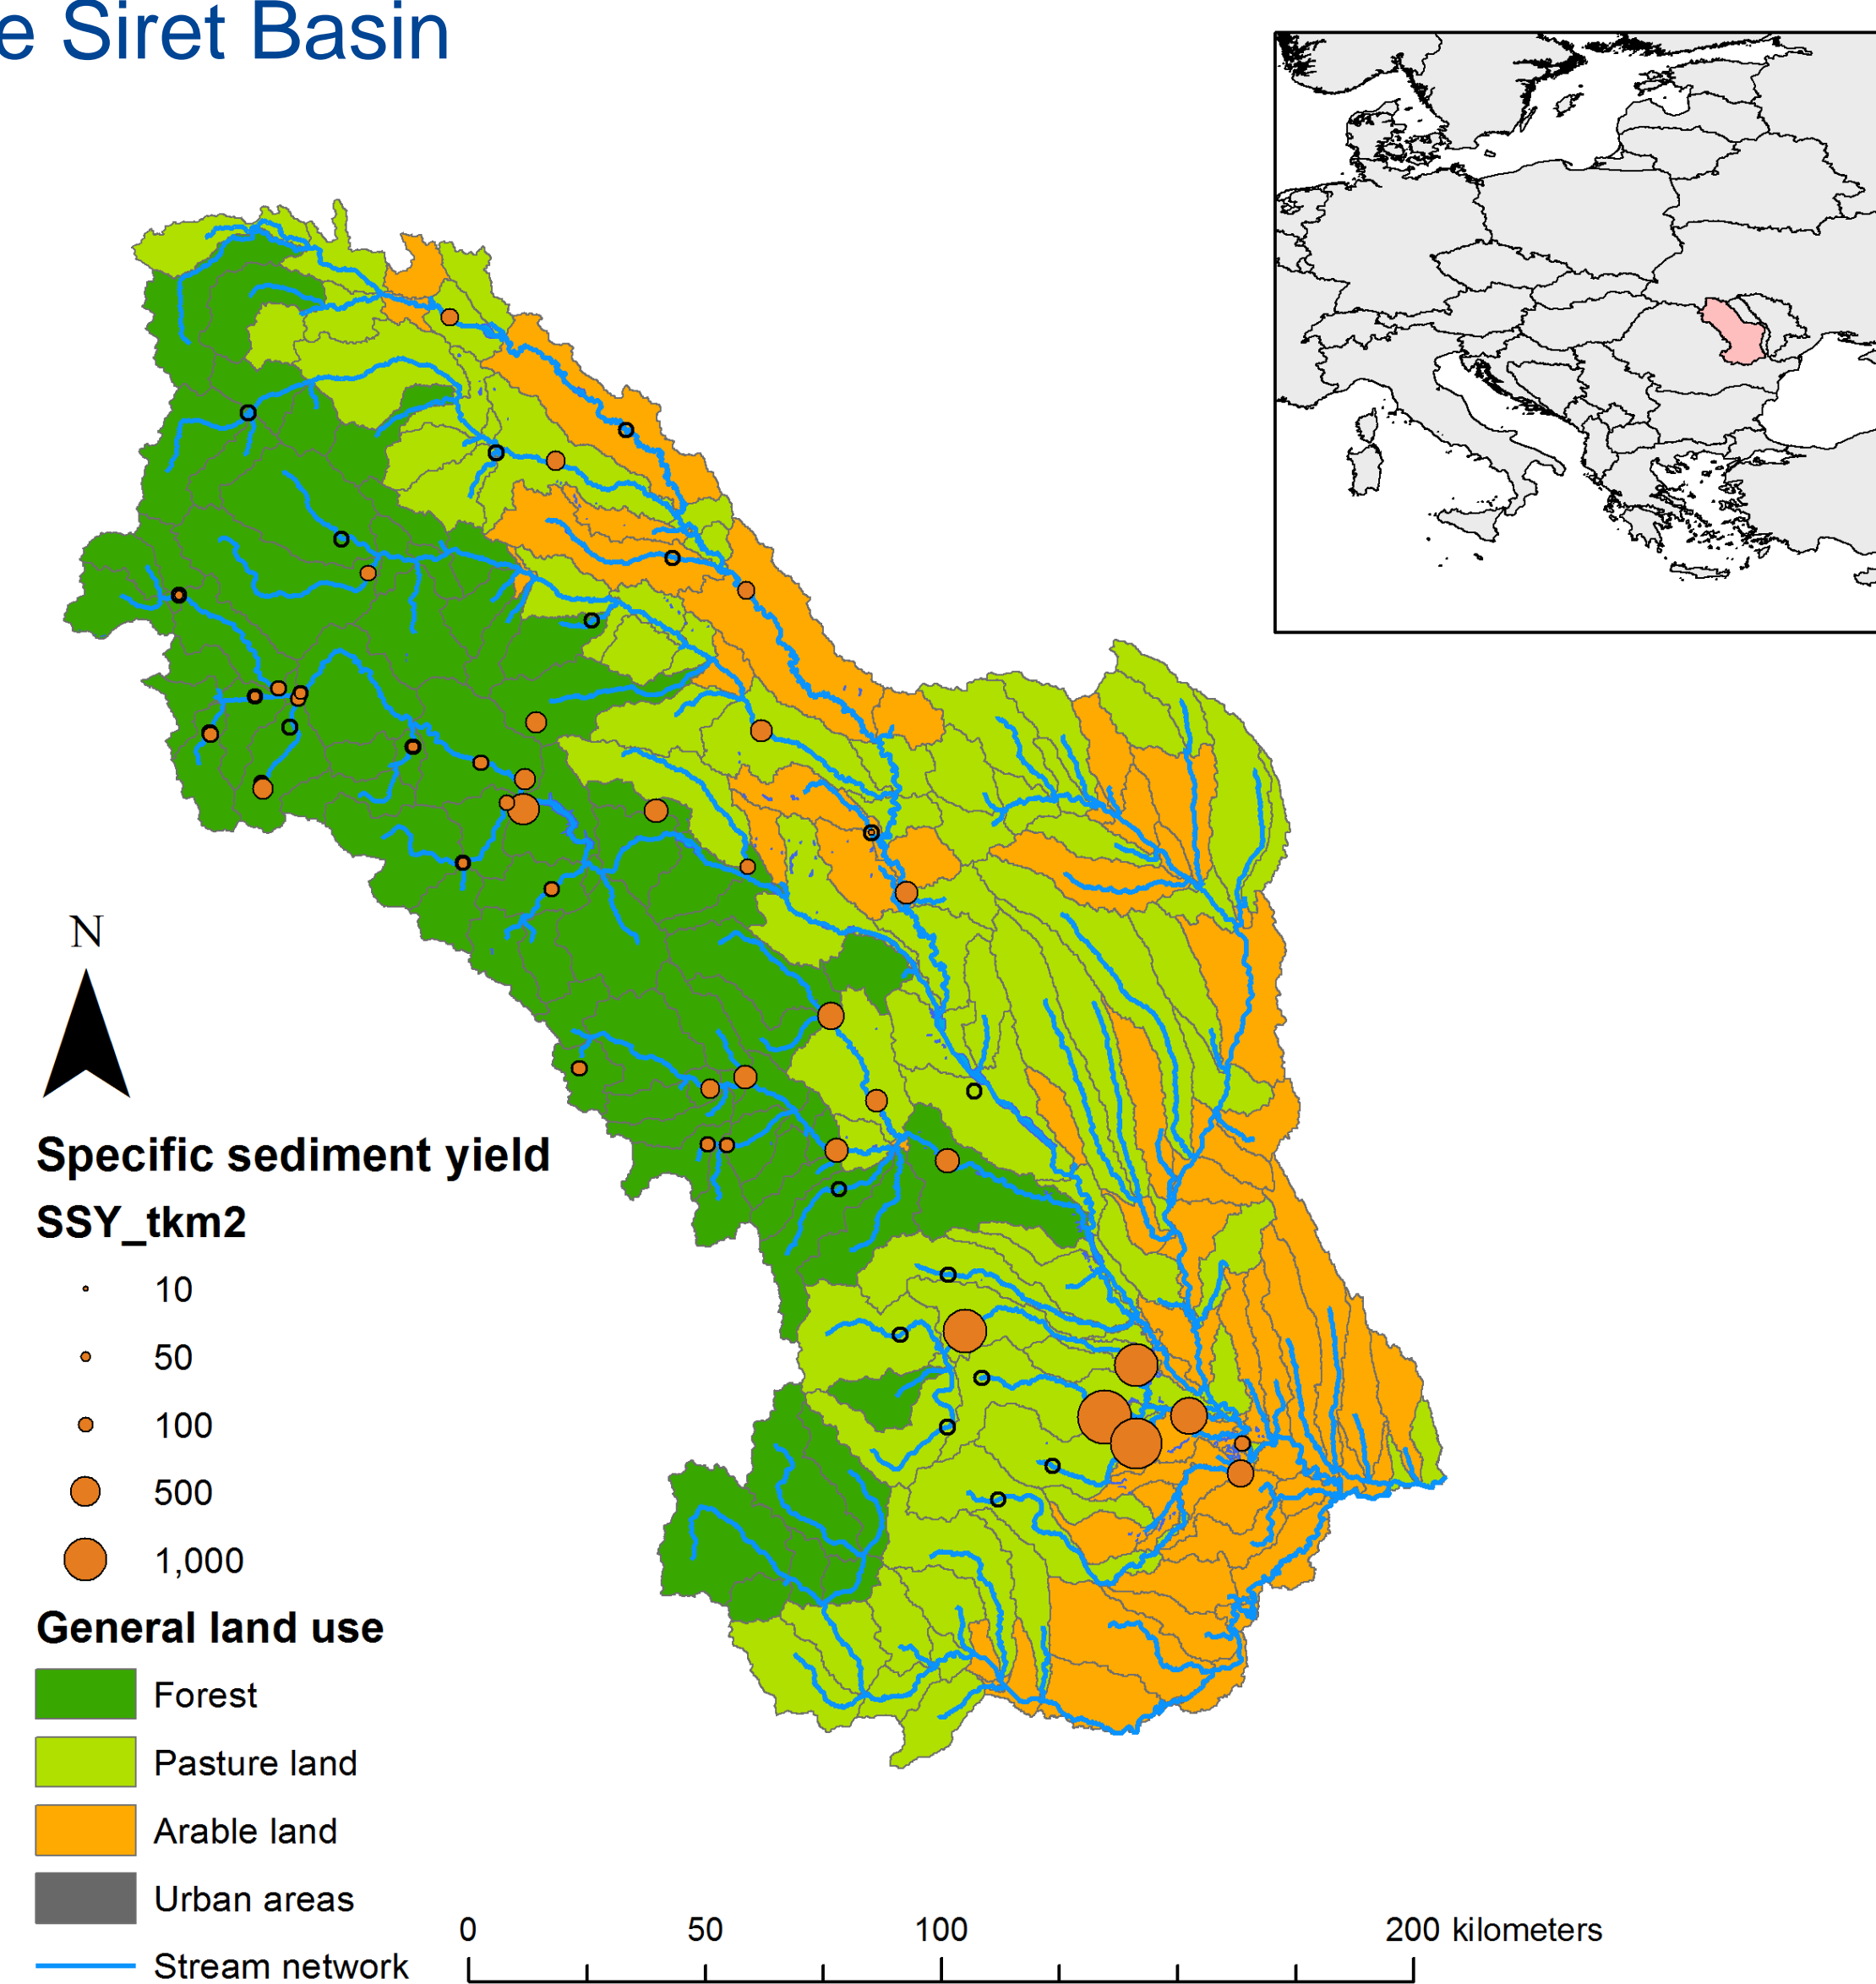 e Siret Basin
N
Specific sediment yield
SSY_tkm2
10
50
100
500
1,000
General land use
Forest
Pasture land
Arable land
Urban areas
Stream network
0 50 100 200 kilometers